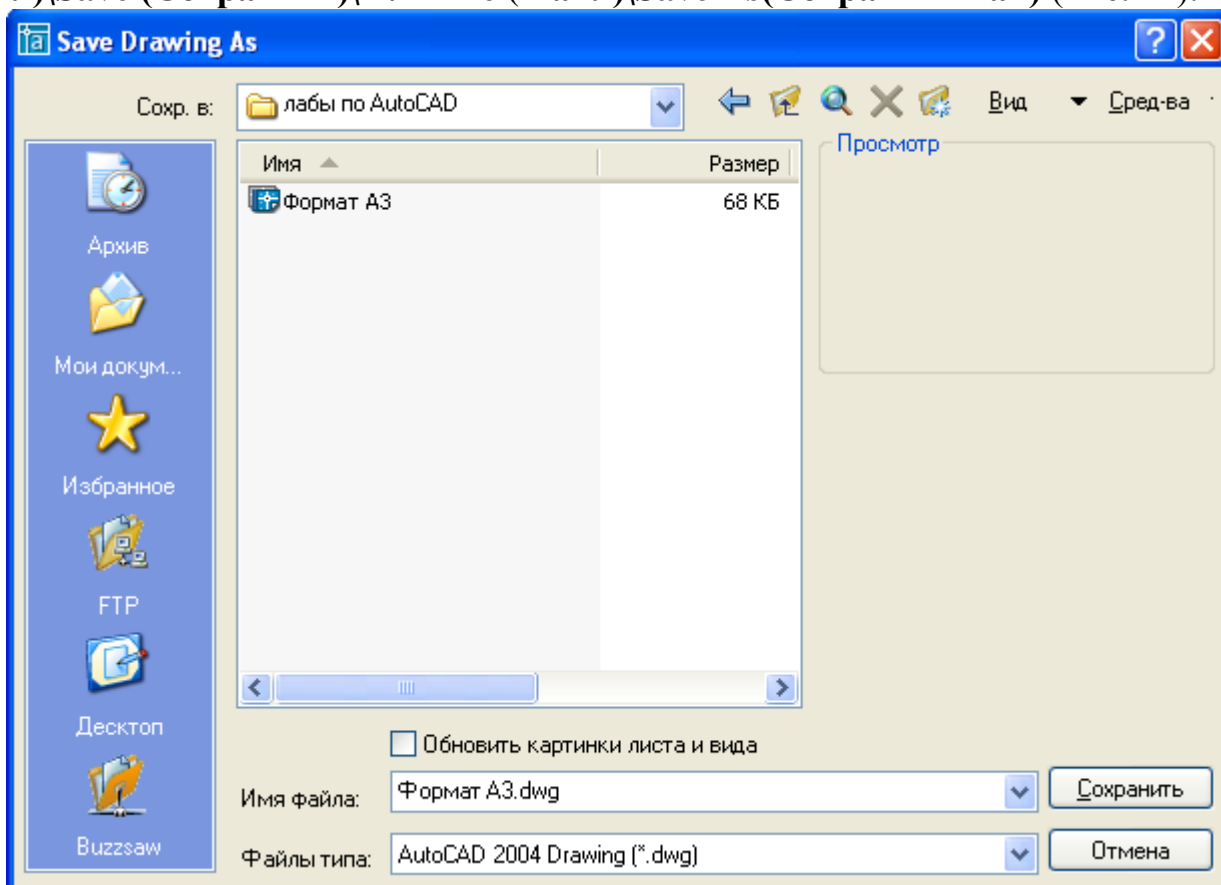 Save Drawing As
Сохр. в:
лабы по AutoCAD
Вид
Сред-ва
Имя
Размер
Просмотр
Формат А3
68 КБ
Архив
Мои докум...
Избранное
FTP
Десктоп
Buzzsaw
Обновить картинки листа и вида
Имя файла:
Формат А3.dwg
Сохранить
Файлы типа:
AutoCAD 2004 Drawing (*.dwg)
Отмена